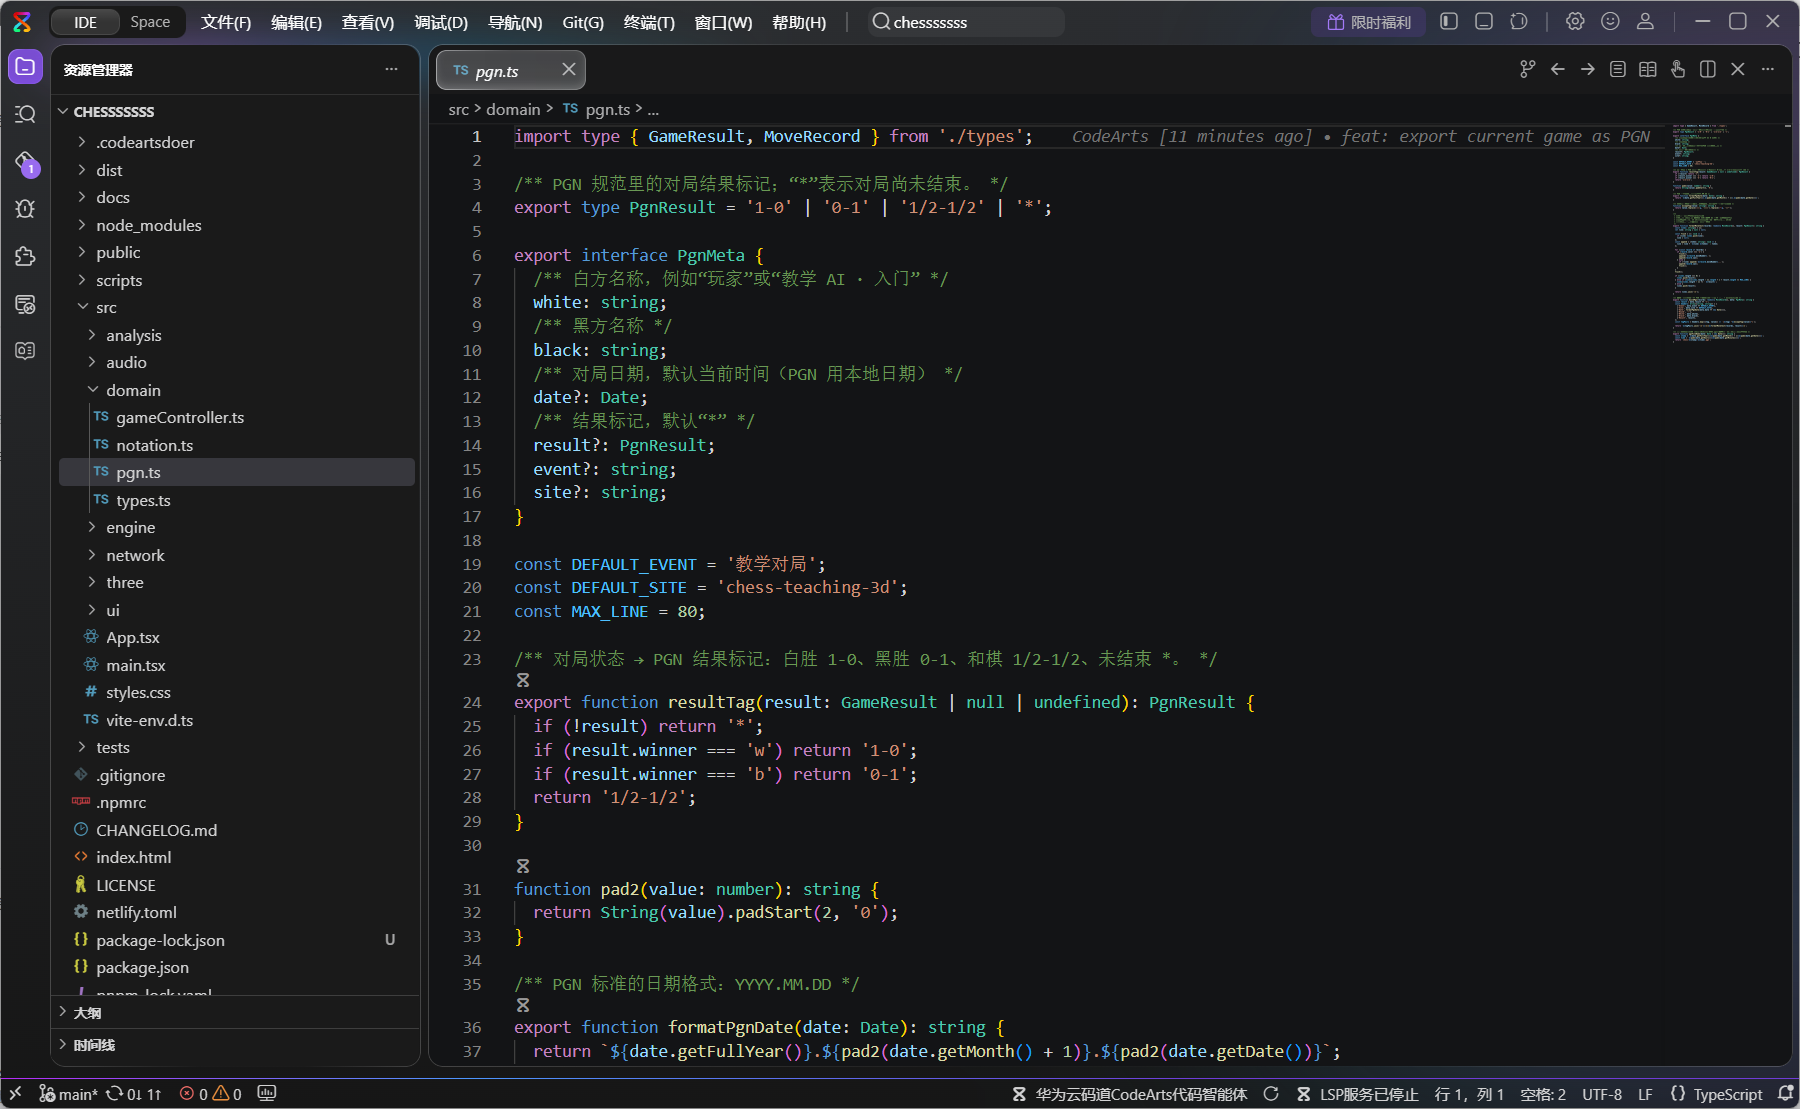 IDE Space 文件(F) 编辑(E) 查看(V) 调试(D) 导航(N) Git(G) 终端(T) 窗口(W) 帮助(H) chesssssss 限时福利
资源管理器
CHESSSSSSS
.codeartsdoer
dist
docs
node_modules
public
scripts
src
analysis
audio
domain
TS gameController.ts
TS notation.ts
TS pgn.ts
TS types.ts
engine
network
three
ui
App.tsx
main.tsx
# styles.css
TS vite-env.d.ts
tests
.gitignore
.npmrc
CHANGELOG.md
index.html
LICENSE
netlify.toml
{} package-lock.json U
{} package.json
大纲
时间线
1
TS pgn.ts
src > domain > TS pgn.ts > ...
1 import type { GameResult, MoveRecord } from './types'; CodeArts [11 minutes ago] • feat: export current game as PGN
2
3 /** PGN 规范里的对局结果标记；“*”表示对局尚未结束。 */
4 export type PgnResult = '1-0' | '0-1' | '1/2-1/2' | '*';
5
6 export interface PgnMeta {
7 /** 白方名称，例如“玩家”或“教学 AI · 入门” */
8 white: string;
9 /** 黑方名称 */
10 black: string;
11 /** 对局日期，默认当前时间（PGN 用本地日期） */
12 date?: Date;
13 /** 结果标记，默认“*” */
14 result?: PgnResult;
15 event?: string;
16 site?: string;
17 }
18
19 const DEFAULT_EVENT = '教学对局';
20 const DEFAULT_SITE = 'chess-teaching-3d';
21 const MAX_LINE = 80;
22
23 /** 对局状态 → PGN 结果标记：白胜 1-0、黑胜 0-1、和棋 1/2-1/2、未结束 *。 */
24 export function resultTag(result: GameResult | null | undefined): PgnResult {
25 if (!result) return '*';
26 if (result.winner === 'w') return '1-0';
27 if (result.winner === 'b') return '0-1';
28 return '1/2-1/2';
29 }
30
31 function pad2(value: number): string {
32 return String(value).padStart(2, '0');
33 }
34
35 /** PGN 标准的日期格式：YYYY.MM.DD */
36 export function formatPgnDate(date: Date): string {
37 return `${date.getFullYear()}.${pad2(date.getMonth() + 1)}.${pad2(date.getDate())}`;
main* 0↓ 1↑ 0 0 华为云码道CodeArts代码智能体 LSP服务已停止 行 1，列 1 空格: 2 UTF-8 LF {} TypeScript